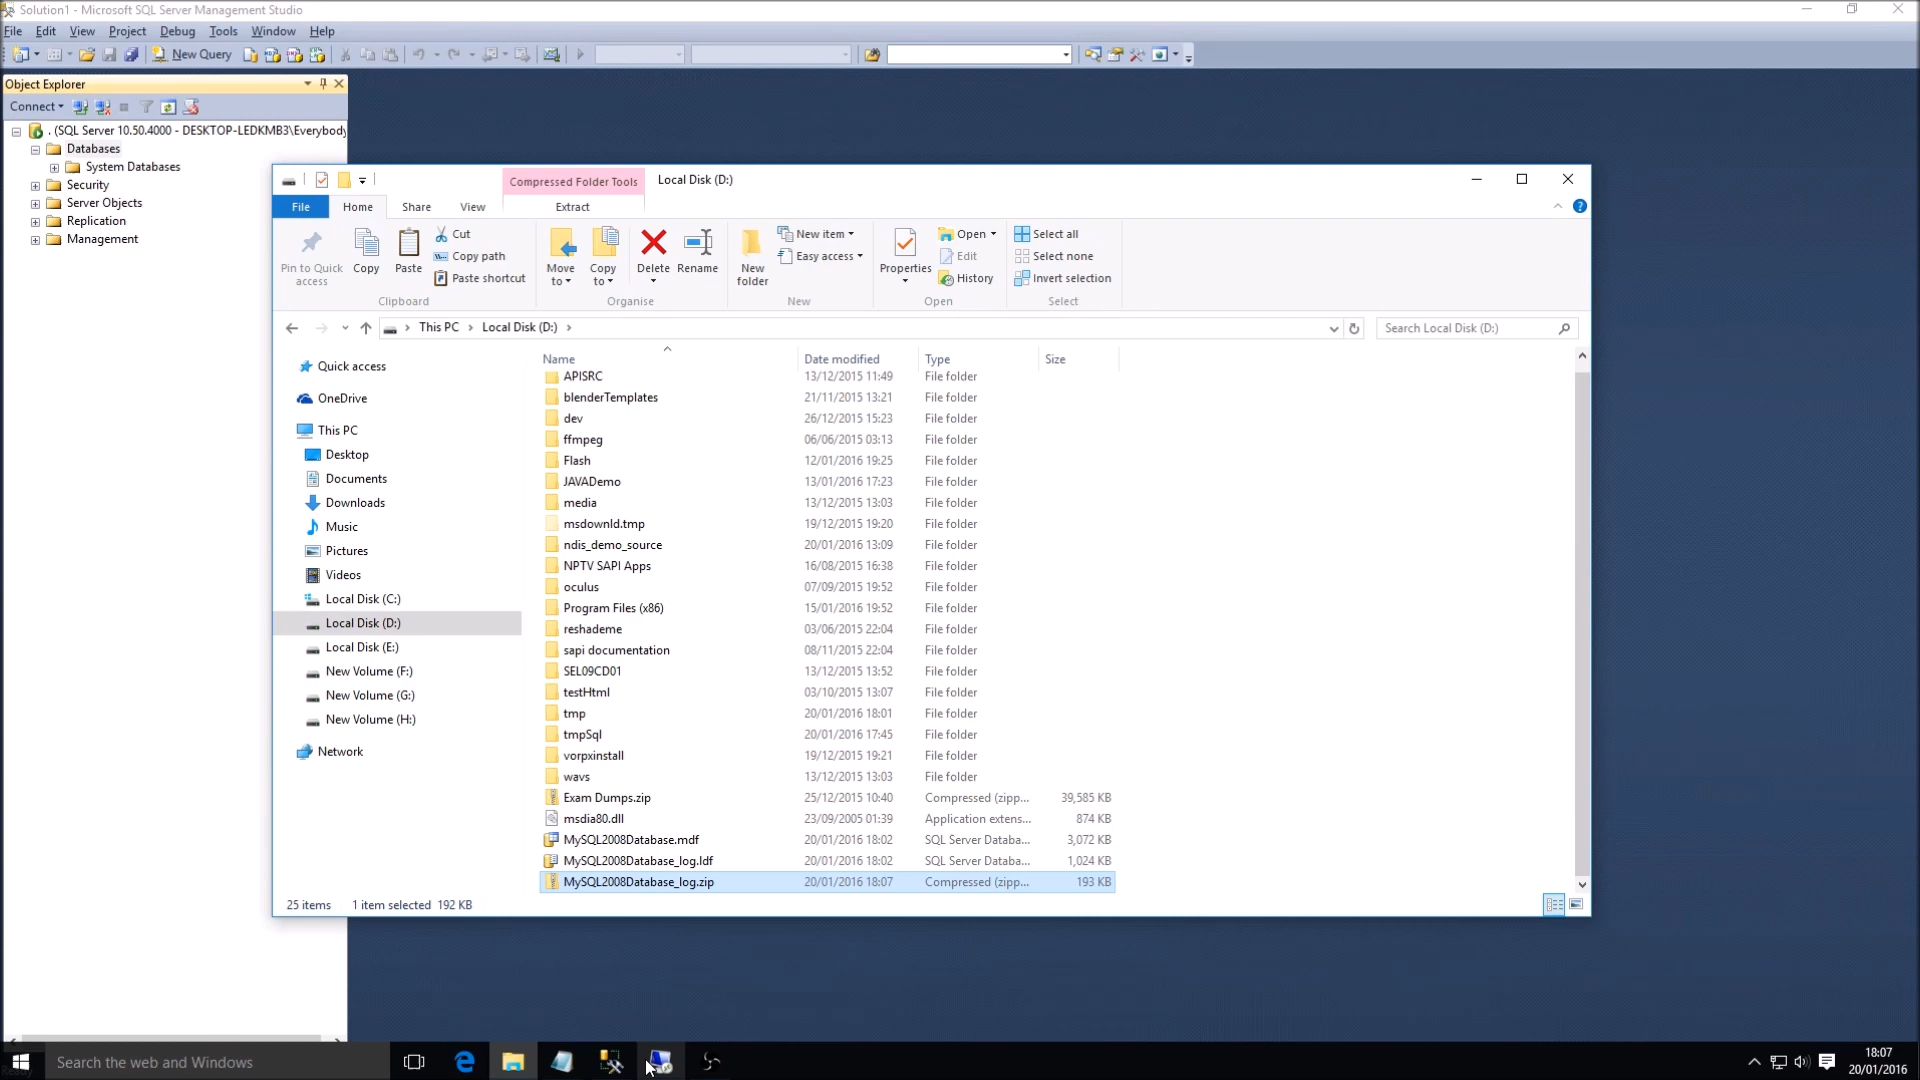 Solution1 - Microsoft SQL Server Management Studio
File Edit View Project Debug Tools Window Help
New Query
Object Explorer
Connect
. (SQL Server 10.50.4000 - DESKTOP-LEDKMB3\Everybody
Databases
System Databases
Security
Server Objects
Replication
Management
Compressed Folder Tools
Local Disk (D:)
File Home Share View Extract
Pin to Quick access
Copy
Paste
Cut
Copy path
Paste shortcut
Clipboard
Move to
Copy to
Delete
Rename
Organise
New folder
New item
Easy access
New
Properties
Open
Edit
History
Open
Select all
Select none
Invert selection
Select
This PC
Local Disk (D:)
Search Local Disk (D:)
Quick access
OneDrive
This PC
Desktop
Documents
Downloads
Music
Pictures
Videos
Local Disk (C:)
Local Disk (D:)
Local Disk (E:)
New Volume (F:)
New Volume (G:)
New Volume (H:)
Network
Name Date modified Type Size
APISRC 13/12/2015 11:49 File folder
blenderTemplates 21/11/2015 13:21 File folder
dev 26/12/2015 15:23 File folder
ffmpeg 06/06/2015 03:13 File folder
Flash 12/01/2016 19:25 File folder
JAVADemo 13/01/2016 17:23 File folder
media 13/12/2015 13:03 File folder
msdownld.tmp 19/12/2015 19:20 File folder
ndis_demo_source 20/01/2016 13:09 File folder
NPTV SAPI Apps 16/08/2015 16:38 File folder
oculus 07/09/2015 19:52 File folder
Program Files (x86) 15/01/2016 19:52 File folder
reshademe 03/06/2015 22:04 File folder
sapi documentation 08/11/2015 22:04 File folder
SEL09CD01 13/12/2015 13:52 File folder
testHtml 03/10/2015 13:07 File folder
tmp 20/01/2016 18:01 File folder
tmpSql 20/01/2016 17:45 File folder
vorpxinstall 19/12/2015 19:21 File folder
wavs 13/12/2015 13:03 File folder
Exam Dumps.zip 25/12/2015 10:40 Compressed (zipp... 39,585 KB
msdia80.dll 23/09/2005 01:39 Application extens... 874 KB
MySQL2008Database.mdf 20/01/2016 18:02 SQL Server Databa... 3,072 KB
MySQL2008Database_log.ldf 20/01/2016 18:02 SQL Server Databa... 1,024 KB
MySQL2008Database_log.zip 20/01/2016 18:07 Compressed (zipp... 193 KB
25 items 1 item selected 192 KB
Search the web and Windows
18:07
20/01/2016